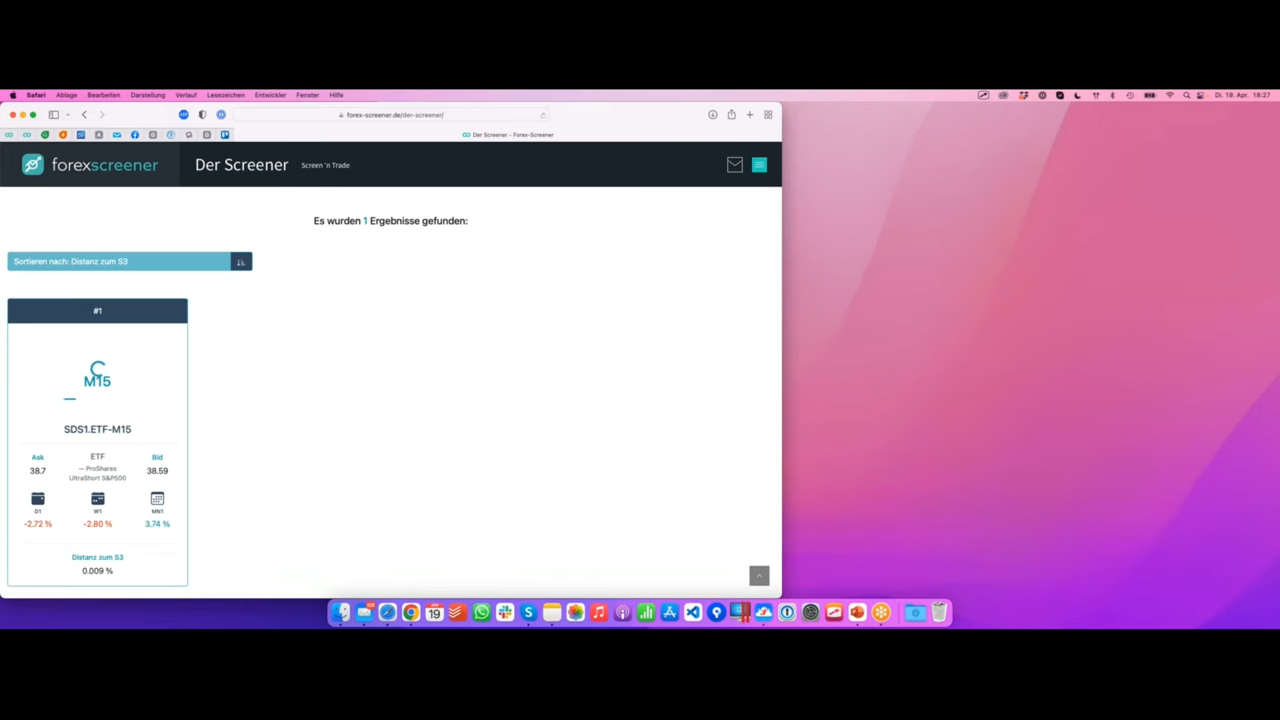 Safari Ablage Bearbeiten Darstellung Verlauf Lesezeichen Entwickler Fenster Hilfe
Di. 19. Apr. 18:27
forex-screener.de/der-screener/
Der Screener - Forex-Screener
forexscreener
Der Screener
Screen 'n Trade
Es wurden 1 Ergebnisse gefunden:
Sortieren nach: Distanz zum S3
#1
M15
SDS1.ETF-M15
Ask ETF Bid
38.7 — ProShares UltraShort S&P500 38.59
D1 W1 MN1
-2.72 % -2.80 % 3.74 %
Distanz zum S3
0.009 %
19